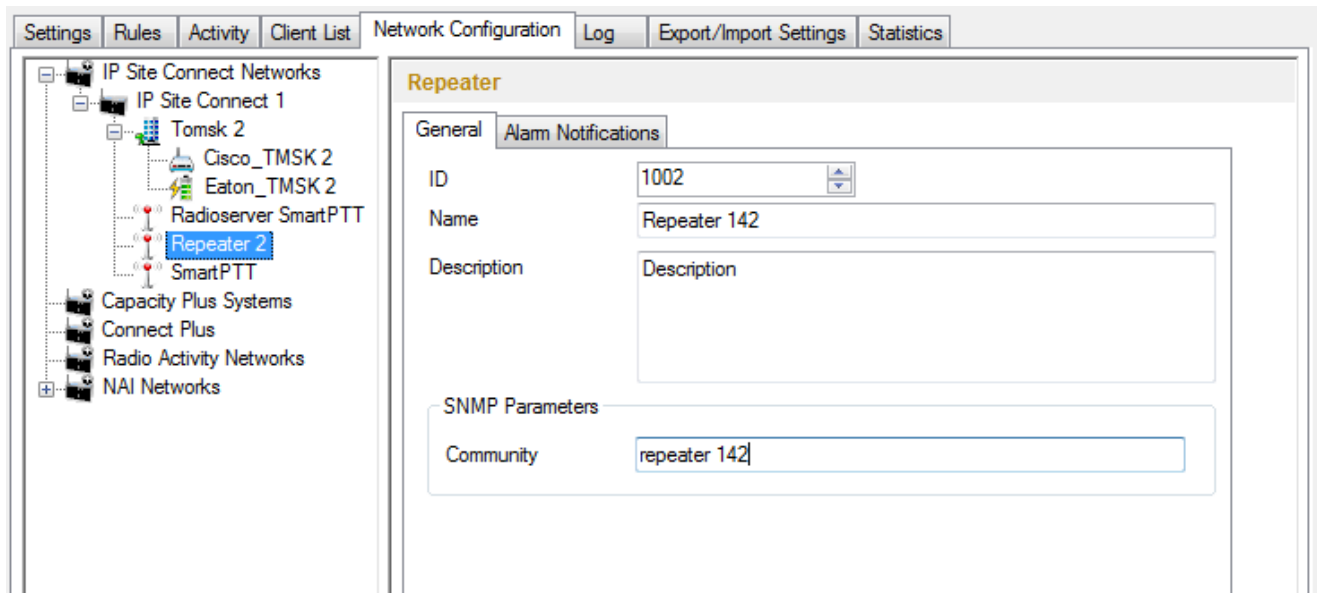 Settings Rules Activity Client List Network Configuration Log Export/Import Settings Statistics
IP Site Connect Networks
IP Site Connect 1
Tomsk 2
Cisco_TMSK 2
Eaton_TMSK 2
Radioserver SmartPTT
Repeater 2
SmartPTT
Capacity Plus Systems
Connect Plus
Radio Activity Networks
NAI Networks
Repeater
General Alarm Notifications
ID 1002
Name Repeater 142
Description Description
SNMP Parameters
Community repeater 142